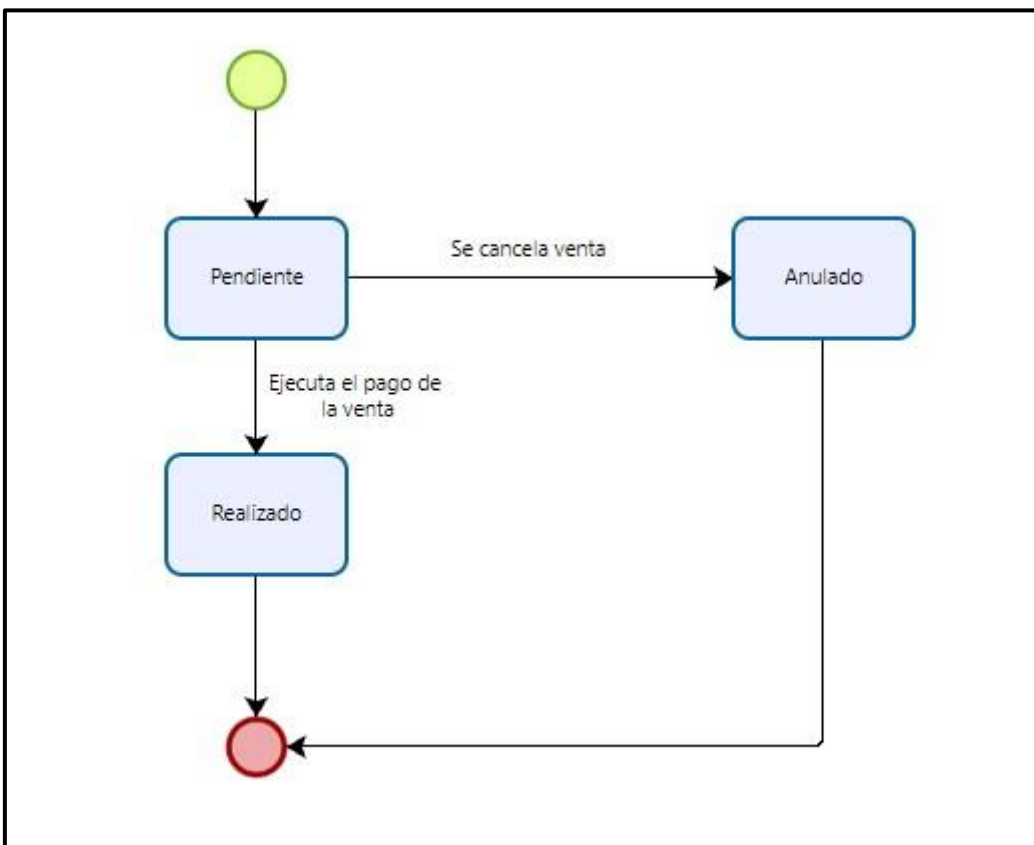 Se cancela venta
Pendiente
Anulado
Ejecuta el pago de
la venta
Realizado